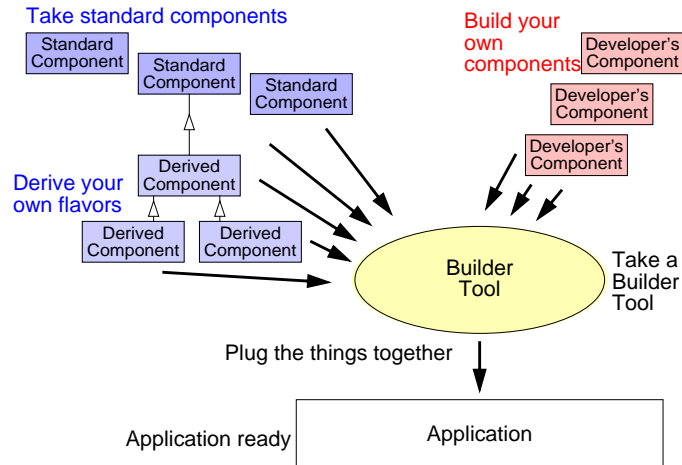 Take standard components
Standard
Component
Standard
Component
Standard
Component
Build your
own
components
Developer's
Component
Developer's
Component
Developer's
Component
Derived
Component
Derive your
own flavors
Derived
Component
Derived
Component
Builder
Tool
Take a
Builder
Tool
Plug the things together
Application ready
Application